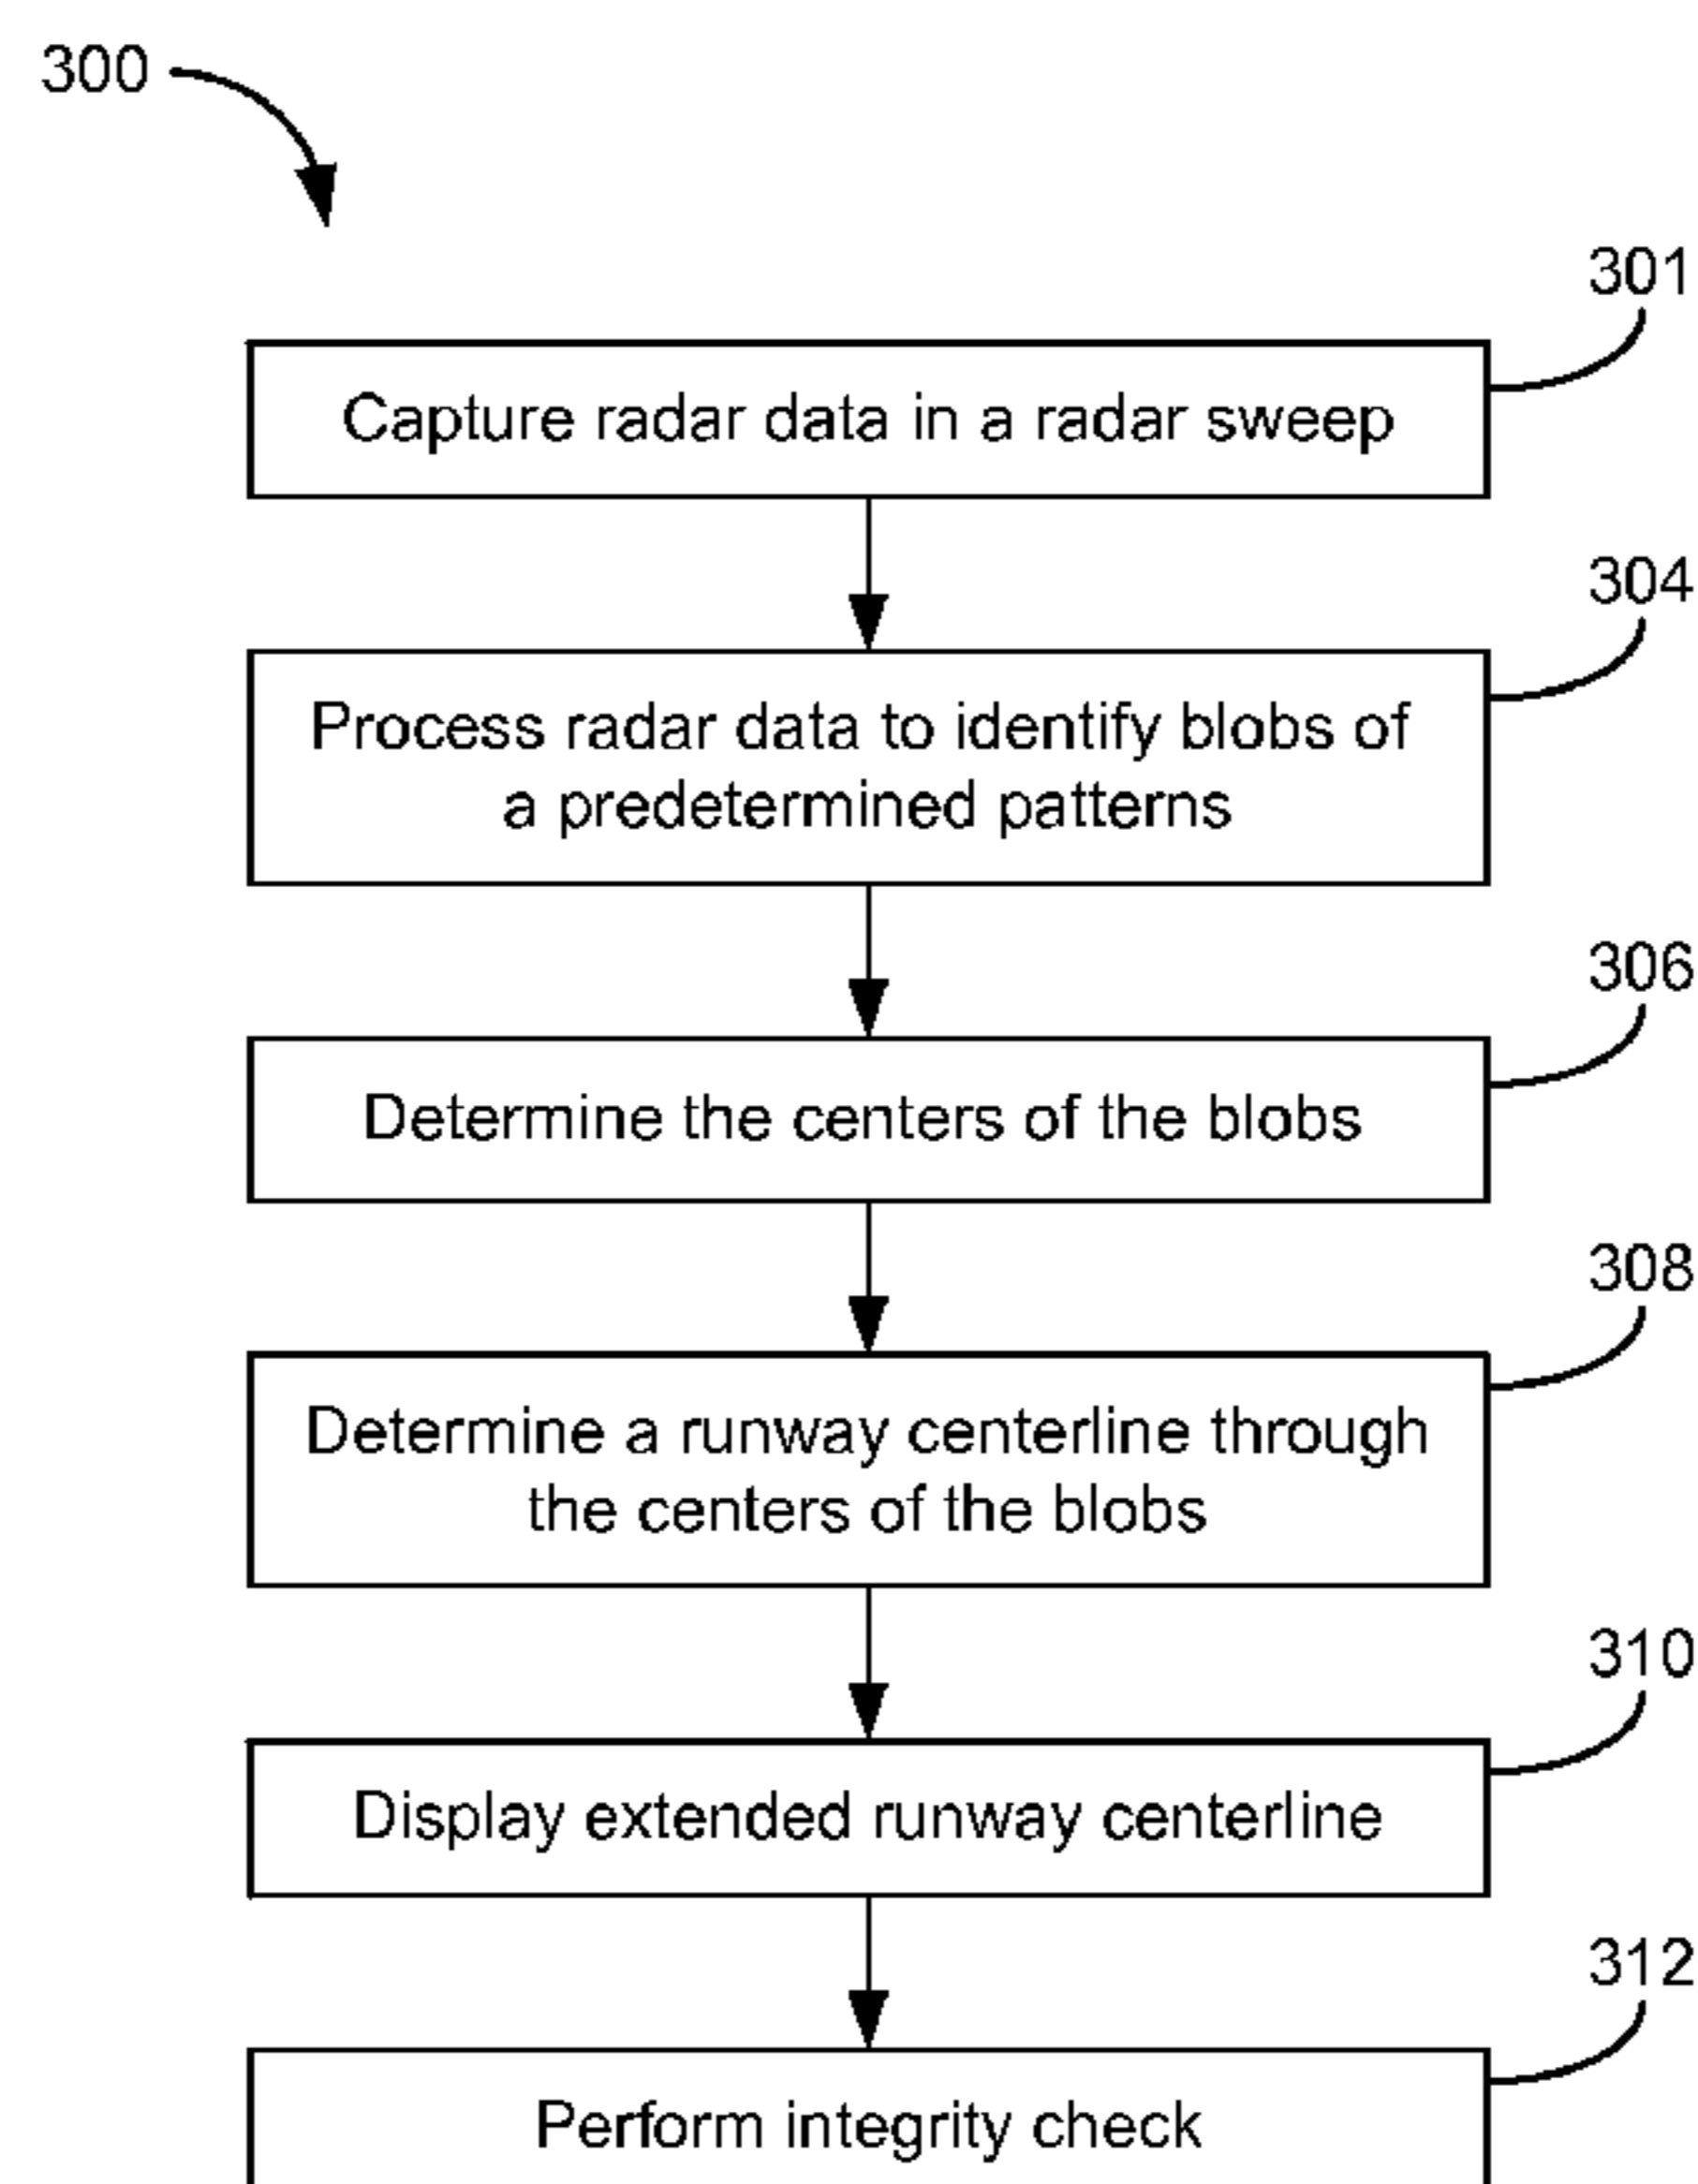 300
301
Capture radar data in a radar sweep
304
Process radar data to identify blobs of
a predetermined patterns
306
Determine the centers of the blobs
308
Determine a runway centerline through
the centers of the blobs
310
Display extended runway centerline
312
Perform integrity check